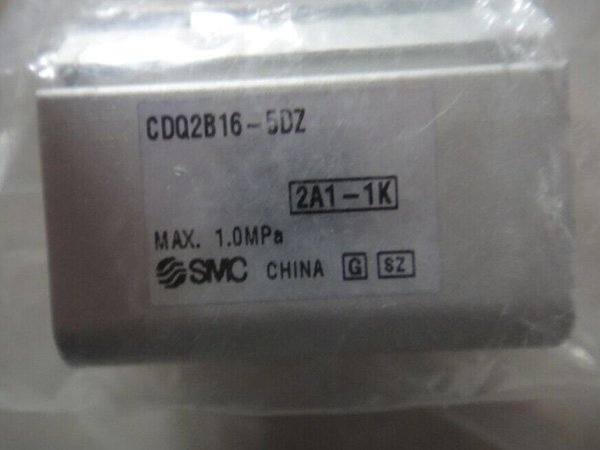 CDQ2B16-5DZ
2A1-1K
MAX. 1.0MPa
SMC CHINA G SZ